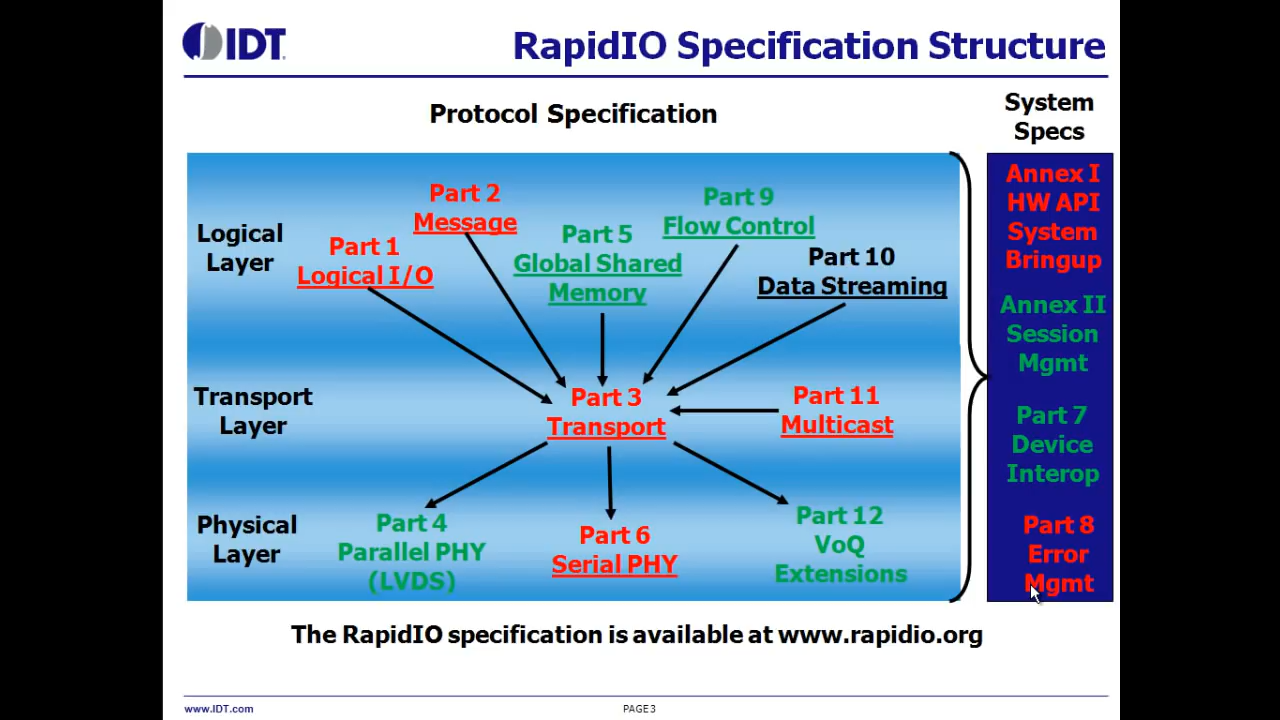 IDT
RapidIO Specification Structure
Protocol Specification
System
Specs
Logical
Layer
Part 1
Logical I/O
Part 2
Message
Part 5
Global Shared
Memory
Part 9
Flow Control
Part 10
Data Streaming
Transport
Layer
Part 3
Transport
Part 11
Multicast
Physical
Layer
Part 4
Parallel PHY
(LVDS)
Part 6
Serial PHY
Part 12
VoQ
Extensions
Annex I
HW API
System
Bringup
Annex II
Session
Mgmt
Part 7
Device
Interop
Part 8
Error
Mgmt
The RapidIO specification is available at www.rapidio.org
www.IDT.com
PAGE 3